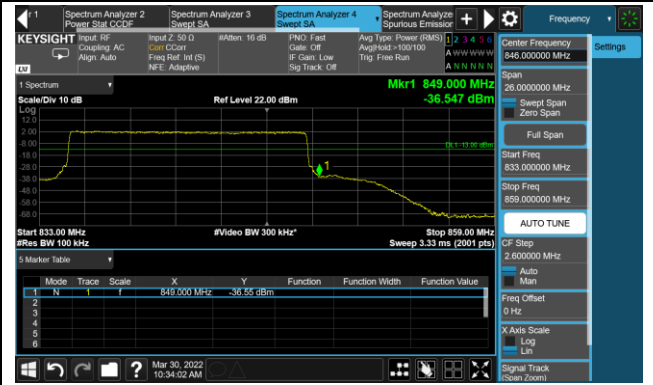 r 1
Spectrum Analyzer 2
Power Stat CCDF
Spectrum Analyzer 3
Swept SA
Spectrum Analyzer 4
Swept SA
Spectrum Analyze
Spurious Emission
+
Frequency
KEYSIGHT
Input: RF
Coupling: AC
Align: Auto
Input Z: 50 Ω
Corr CCorr
Freq Ref: Int (S)
NFE: Adaptive
#Atten: 16 dB
PNO: Fast
Gate: Off
IF Gain: Low
Sig Track: Off
Avg Type: Power (RMS)
Avg|Hold:>100/100
Trig: Free Run
1 2 3 4 5 6
A W W W W W
A N N N N N
LXI
1 Spectrum
Scale/Div 10 dB
Log
Ref Level 22.00 dBm
Mkr1 849.000 MHz
-36.547 dBm
12.0
2.00
-8.00
-18.0
-28.0
-38.0
-48.0
-58.0
-68.0
DL1 -13.00 dBm
1
Start 833.00 MHz
#Res BW 100 kHz
#Video BW 300 kHz*
Stop 859.00 MHz
Sweep 3.33 ms (2001 pts)
5 Marker Table
Mode Trace Scale X Y Function Function Width Function Value
1 N 1 f 849.000 MHz -36.55 dBm
2
3
4
5
6
?
Mar 30, 2022
10:34:02 AM
Center Frequency
846.000000 MHz
Settings
Span
26.0000000 MHz
Swept Span
Zero Span
Full Span
Start Freq
833.000000 MHz
Stop Freq
859.000000 MHz
AUTO TUNE
CF Step
2.600000 MHz
Auto
Man
Freq Offset
0 Hz
X Axis Scale
Log
Lin
Signal Track
(Span Zoom)